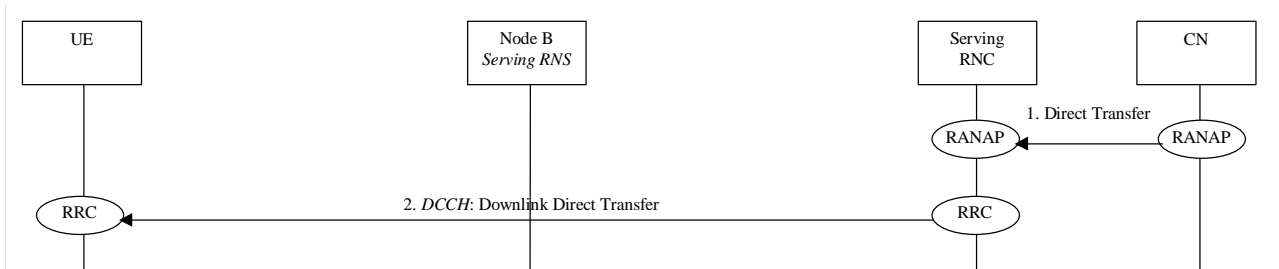 UE
Node B
Serving RNS
Serving
RNC
CN
1. Direct Transfer
RANAP
RANAP
2. DCCH: Downlink Direct Transfer
RRC
RRC